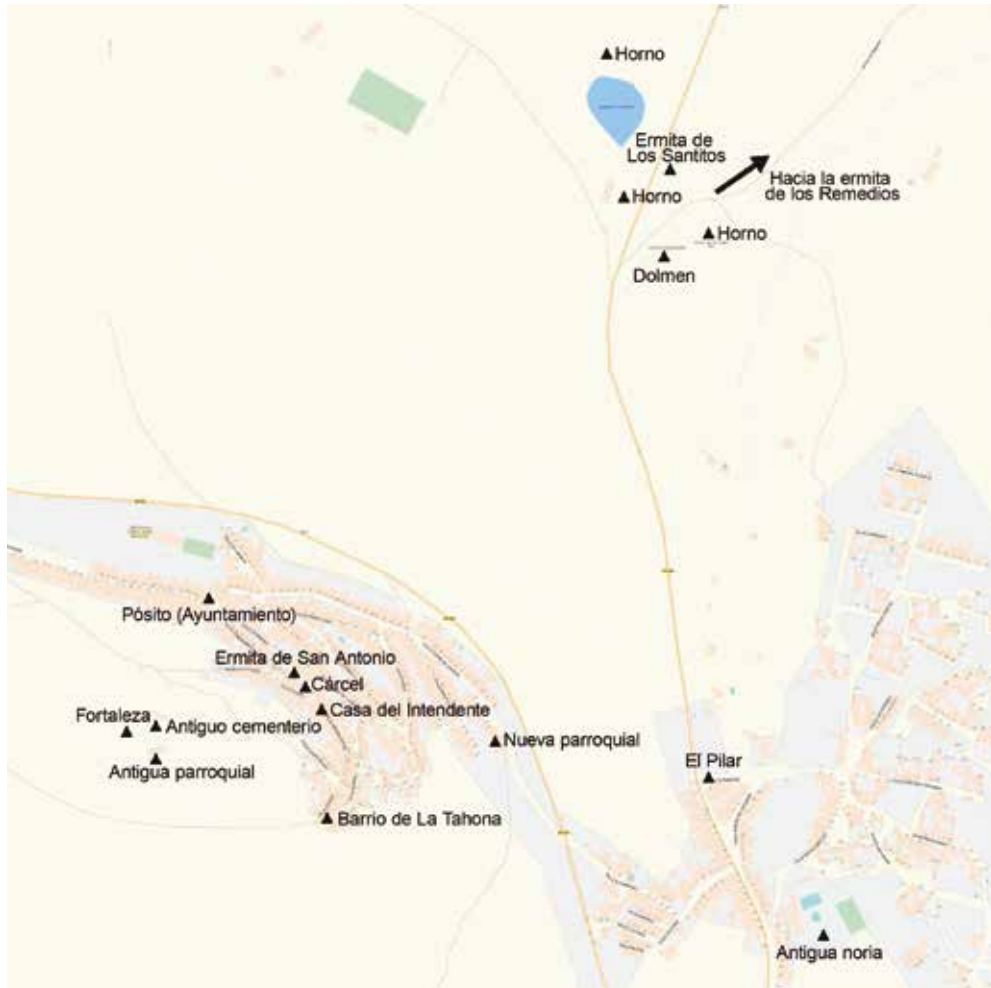 Horno
Ermita de
Los Santitos
Hacia la ermita
de los Remedios
Horno
Horno
Dolmen
Pósito (Ayuntamiento)
Ermita de San Antonio
Cárcel
Casa del Intendente
Fortaleza
Antiguo cementerio
Nueva parroquial
Antigua parroquial
El Pilar
Barrio de La Tahona
Antigua noria